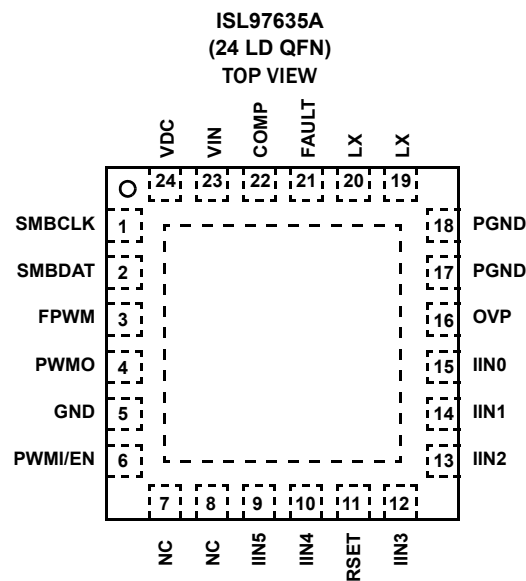 ISL97635A
(24 LD QFN)
TOP VIEW
VDC
VIN
COMP
FAULT
LX
LX
24
23
22
21
20
19
SMBCLK 1
18 PGND
SMBDAT 2
17 PGND
FPWM 3
16 OVP
PWMO 4
15 IIN0
GND 5
14 IIN1
PWMI/EN 6
13 IIN2
7
8
9
10
11
12
NC
NC
IIN5
IIN4
RSET
IIN3